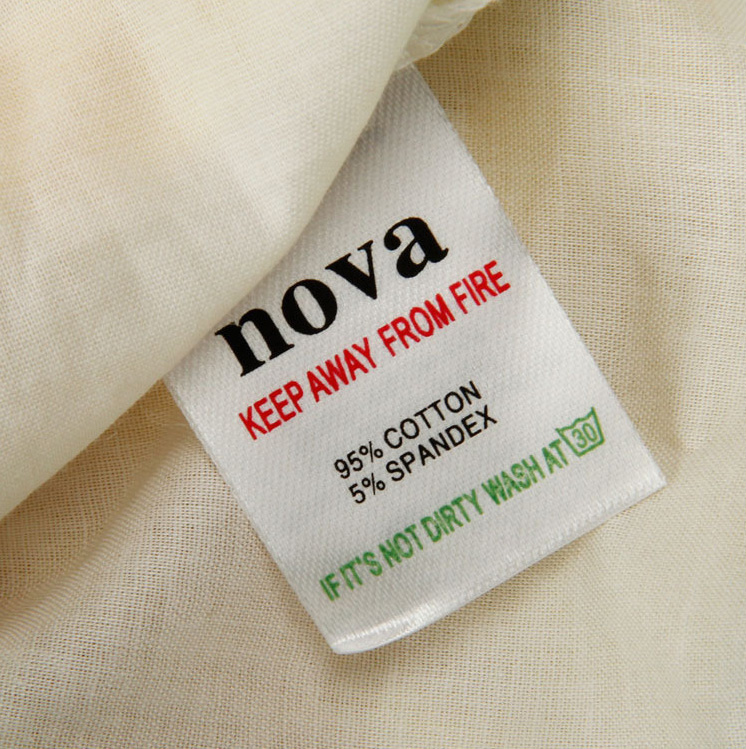 nova
KEEP AWAY FROM FIRE
95% COTTON
5% SPANDEX
IF IT'S NOT DIRTY WASH AT 30